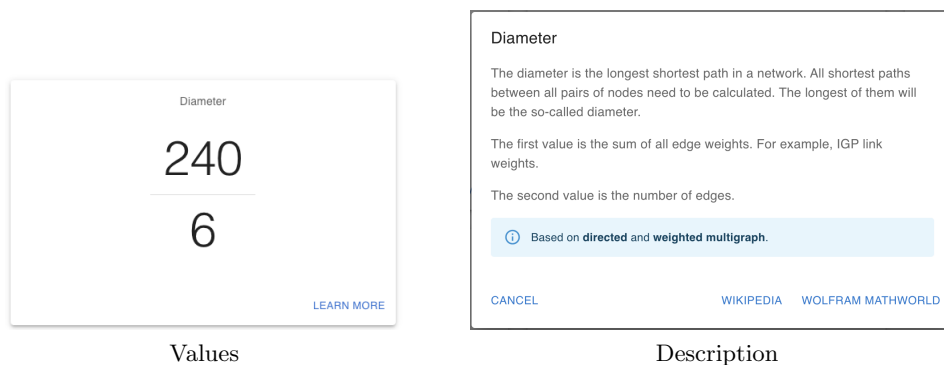 Diameter
240
6
LEARN MORE
Values
Diameter
The diameter is the longest shortest path in a network. All shortest paths
between all pairs of nodes need to be calculated. The longest of them will
be the so-called diameter.
The first value is the sum of all edge weights. For example, IGP link
weights.
The second value is the number of edges.
Based on directed and weighted multigraph.
CANCEL WIKIPEDIA WOLFRAM MATHWORLD
Description